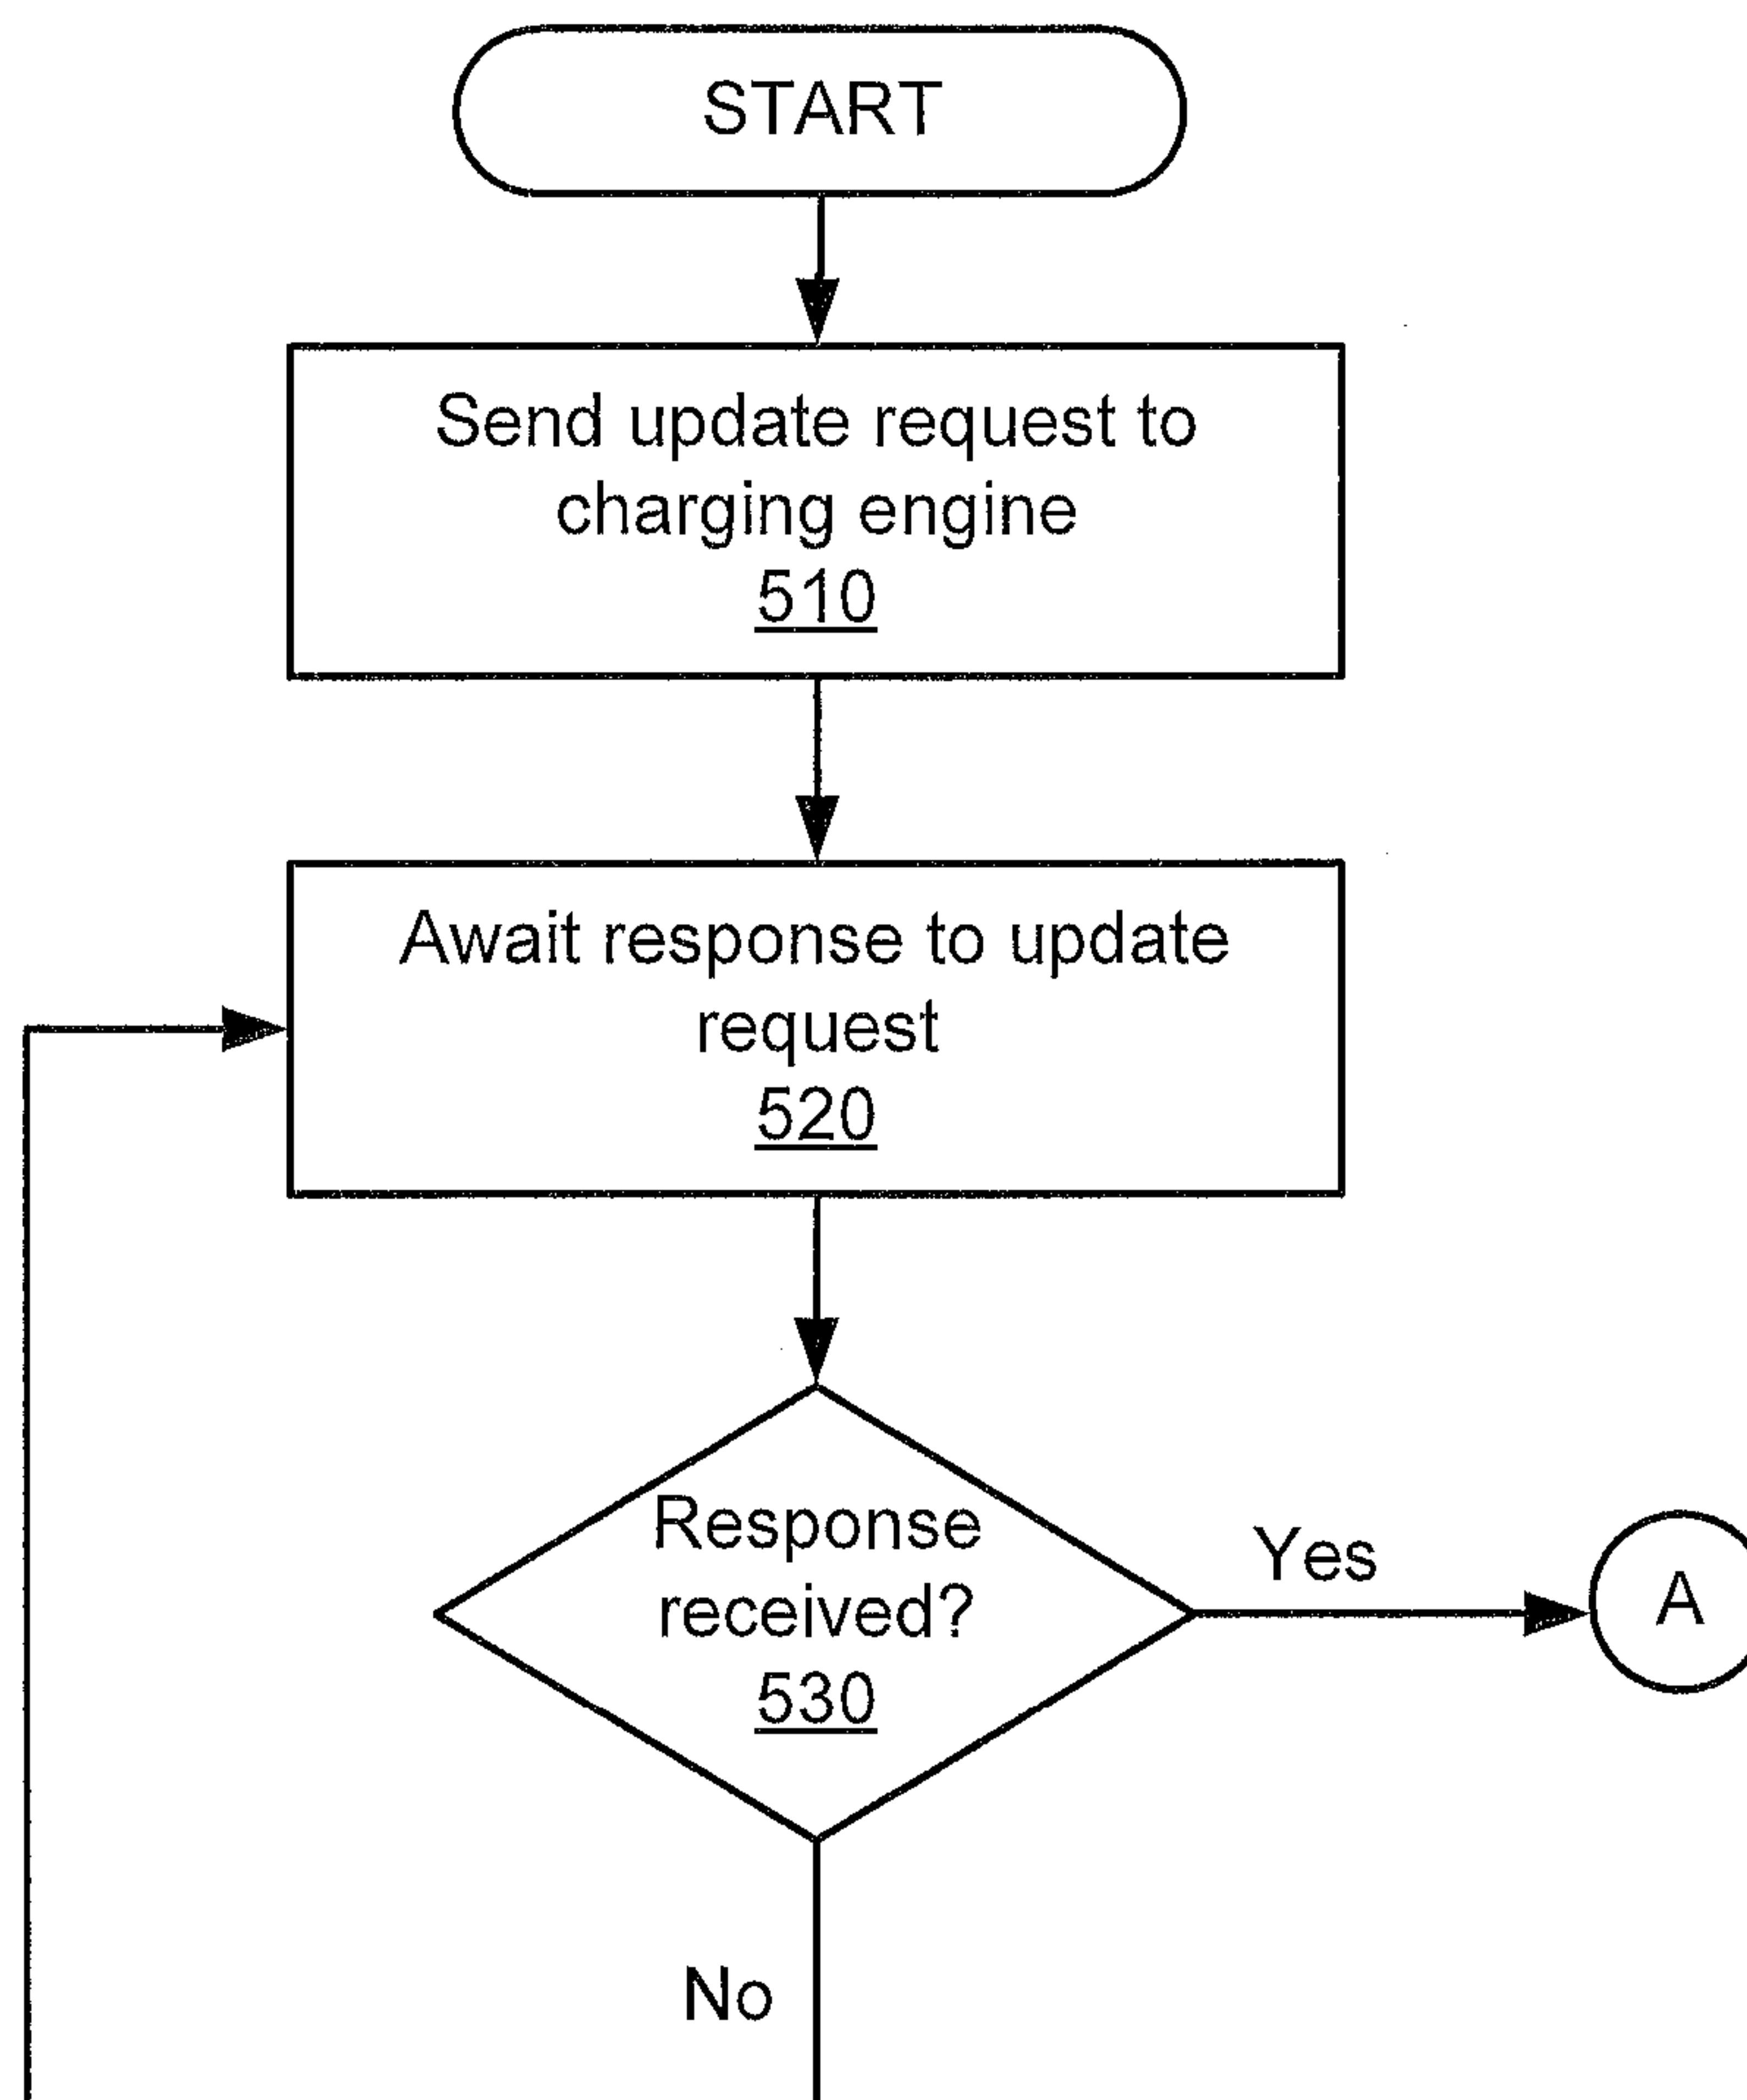 START
Send update request to
charging engine
510
Await response to update
request
520
Response
received?
530
Yes
A
No